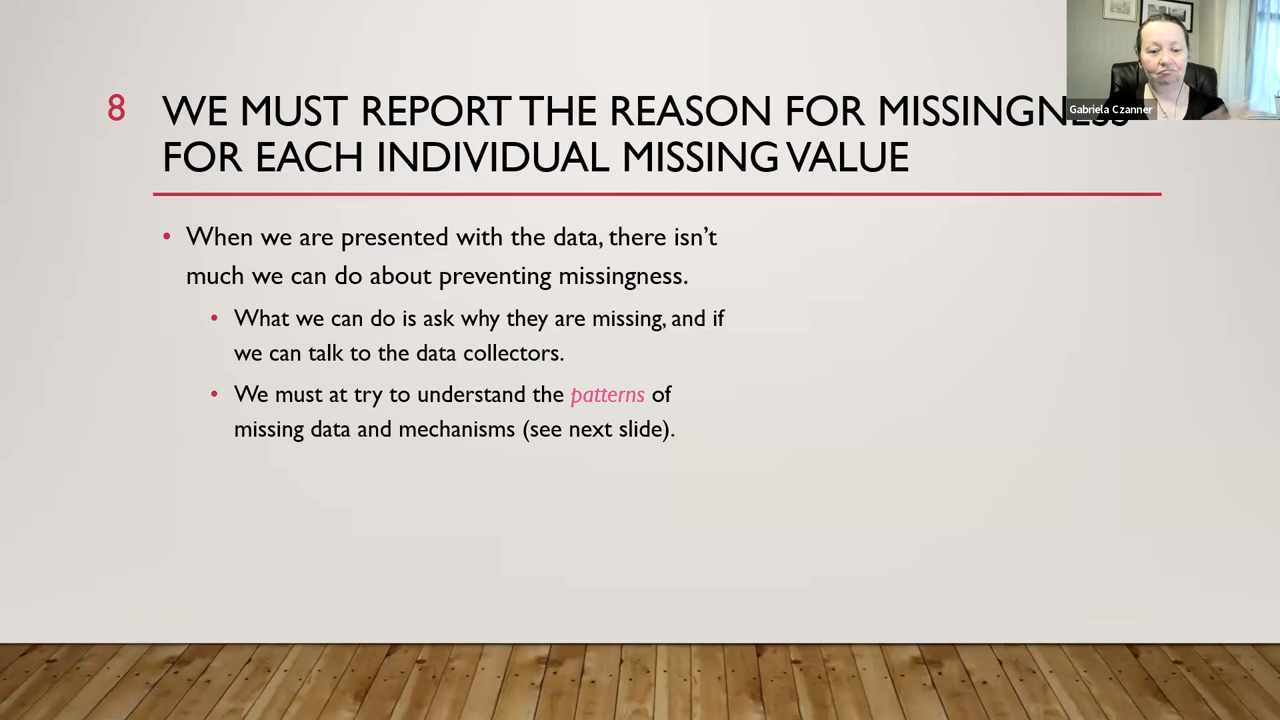 8
WE MUST REPORT THE REASON FOR MISSINGNESS
FOR EACH INDIVIDUAL MISSING VALUE
Gabriela Czanner
• When we are presented with the data, there isn’t
much we can do about preventing missingness.
• What we can do is ask why they are missing, and if
we can talk to the data collectors.
• We must at try to understand the patterns of
missing data and mechanisms (see next slide).